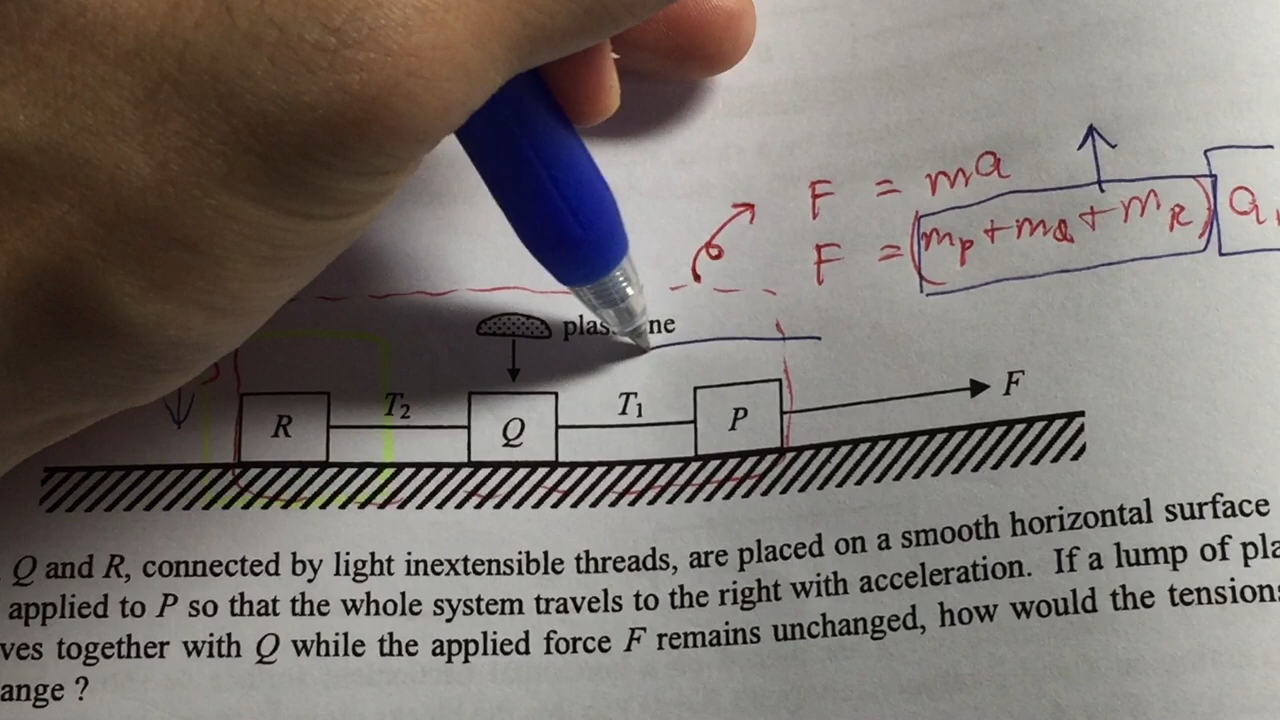 F = ma
F = (mP + mQ + mR) a
plas ne
T2 T1 F
R Q P
Q and R, connected by light inextensible threads, are placed on a smooth horizontal surface
applied to P so that the whole system travels to the right with acceleration. If a lump of pla
ves together with Q while the applied force F remains unchanged, how would the tension
ange ?